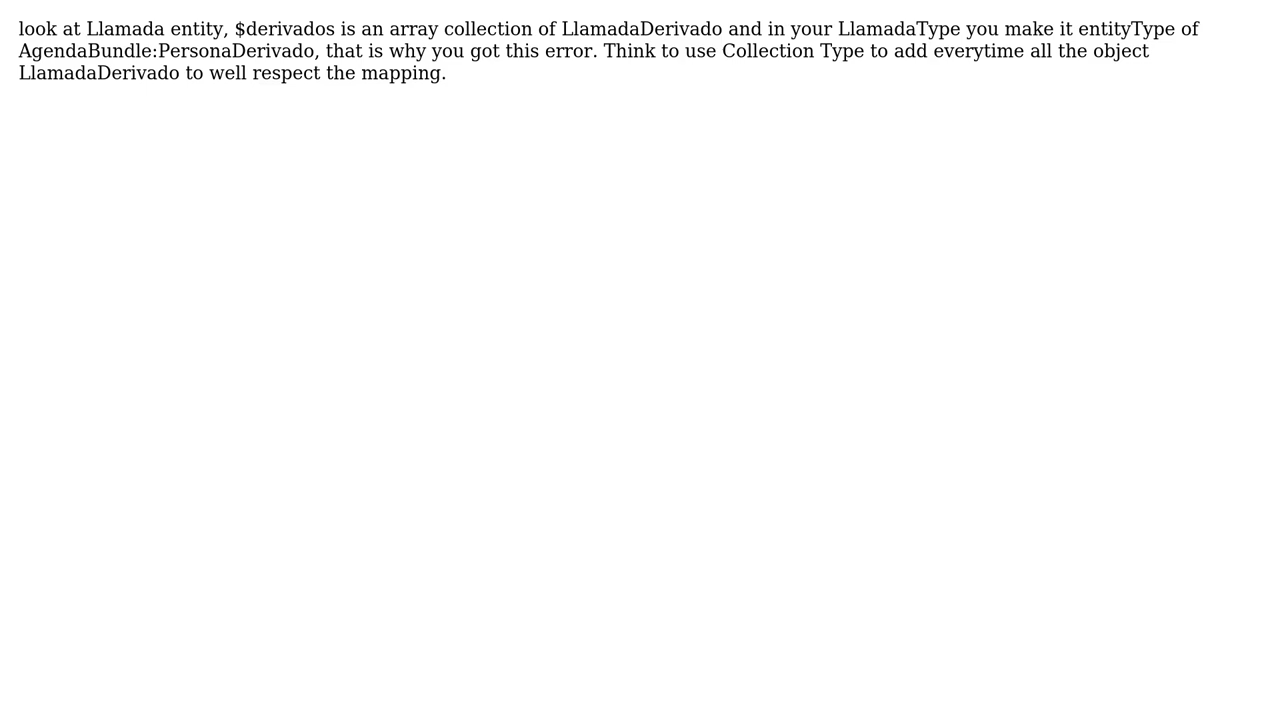 look at Llamada entity, $derivados is an array collection of LlamadaDerivado and in your LlamadaType you make it entityType of
AgendaBundle:PersonaDerivado, that is why you got this error. Think to use Collection Type to add everytime all the object
LlamadaDerivado to well respect the mapping.